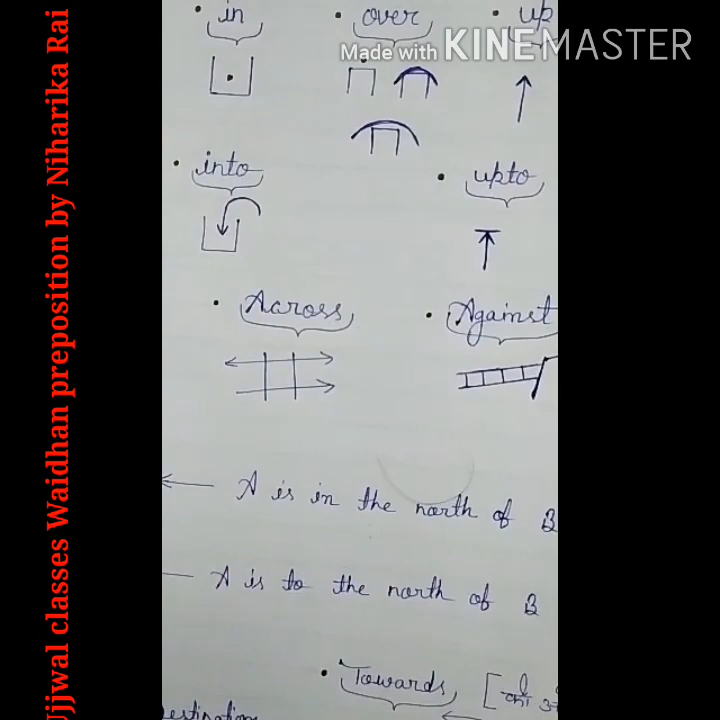 Ujjwal classes Waidhan preposition by Niharika Rai
Made with KINEMASTER
• in • over • up
• into • upto
• Across • Against
A is in the north of B
A is to the north of B
• Towards [